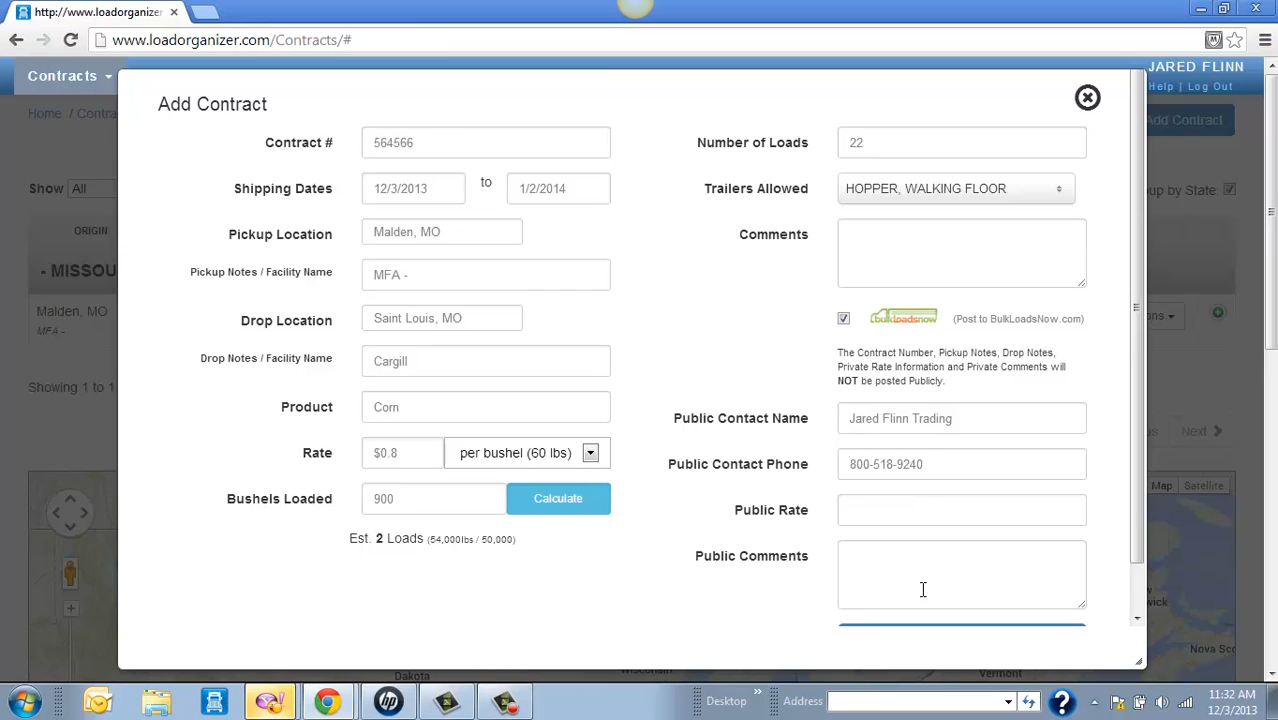 http://www.loadorganizer
www.loadorganizer.com/Contracts/#
Contracts
JARED FLINN
Help | Log Out
Home / Contra
Add Contract
Add Contract
Contract #
564566
Number of Loads
22
Shipping Dates
12/3/2013
to
1/2/2014
Trailers Allowed
HOPPER, WALKING FLOOR
Show
All
up by State:
Pickup Location
Malden, MO
Comments
ORIGIN
Pickup Notes / Facility Name
MFA -
- MISSOU
Malden, MO
MFA -
ons
Drop Location
Saint Louis, MO
bulkloadsnow
(Post to BulkLoadsNow.com)
Drop Notes / Facility Name
Cargill
The Contract Number, Pickup Notes, Drop Notes,
Private Rate Information and Private Comments will
NOT be posted Publicly.
Showing 1 to 1
Product
Corn
Public Contact Name
Jared Flinn Trading
us
Next
Rate
$0.8
per bushel (60 lbs)
Public Contact Phone
800-518-9240
Map
Satellite
Bushels Loaded
900
Calculate
Public Rate
Est. 2 Loads (54,000lbs / 50,000)
Public Comments
Nova Sco
Dakota
Wisconsin
Vermont
Desktop
Address
11:32 AM
12/3/2013